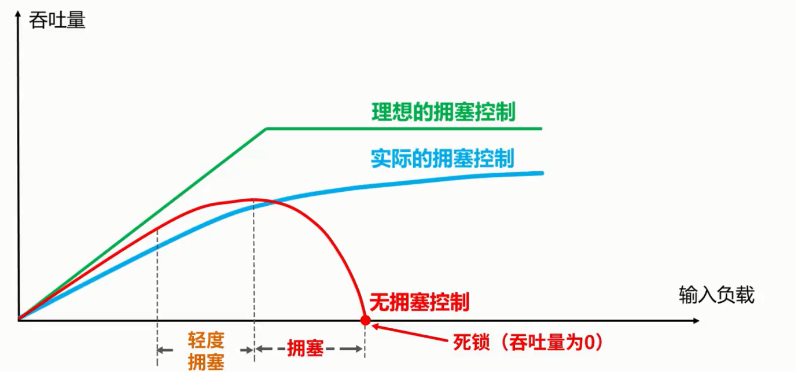 吞吐量
理想的拥塞控制
实际的拥塞控制
无拥塞控制
输入负载
轻度
拥塞
拥塞
死锁（吞吐量为0）